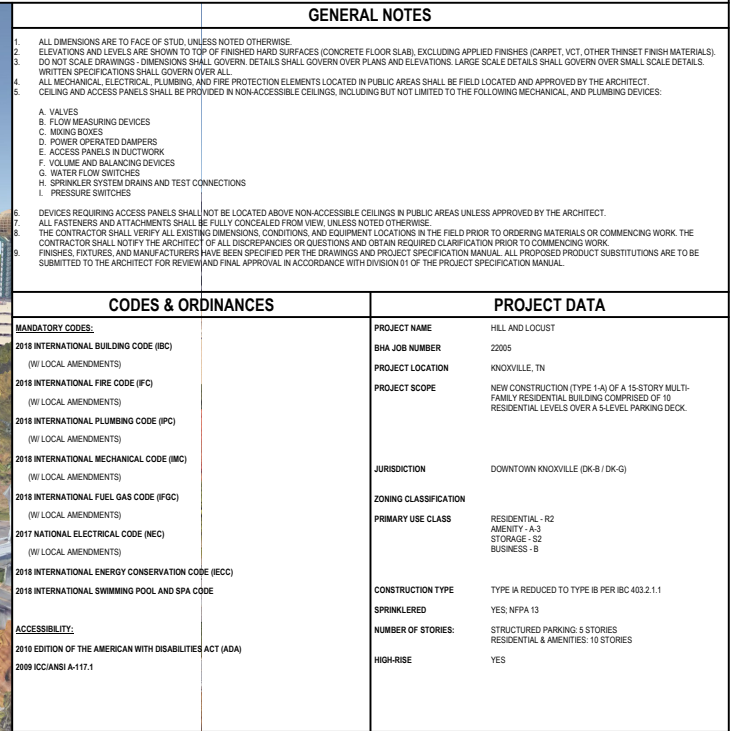 GENERAL NOTES
1. ALL DIMENSIONS ARE TO FACE OF STUD, UNLESS NOTED OTHERWISE.
2. ELEVATIONS AND LEVELS ARE SHOWN TO TOP OF FINISHED HARD SURFACES (CONCRETE FLOOR SLAB), EXCLUDING APPLIED FINISHES (CARPET, VCT, OTHER THINSET FINISH MATERIALS).
3. DO NOT SCALE DRAWINGS - DIMENSIONS SHALL GOVERN. DETAILS SHALL GOVERN OVER PLANS AND ELEVATIONS. LARGE SCALE DETAILS SHALL GOVERN OVER SMALL SCALE DETAILS.
WRITTEN SPECIFICATIONS SHALL GOVERN OVER ALL.
4. ALL MECHANICAL, ELECTRICAL, PLUMBING, AND FIRE PROTECTION ELEMENTS LOCATED IN PUBLIC AREAS SHALL BE FIELD LOCATED AND APPROVED BY THE ARCHITECT.
5. CEILING AND ACCESS PANELS SHALL BE PROVIDED IN NON-ACCESSIBLE CEILINGS, INCLUDING BUT NOT LIMITED TO THE FOLLOWING MECHANICAL, AND PLUMBING DEVICES:
A. VALVES
B. FLOW MEASURING DEVICES
C. MIXING BOXES
D. POWER OPERATED DAMPERS
E. ACCESS PANELS IN DUCTWORK
F. VOLUME AND BALANCING DEVICES
G. WATER FLOW SWITCHES
H. SPRINKLER SYSTEM DRAINS AND TEST CONNECTIONS
I. PRESSURE SWITCHES
6. DEVICES REQUIRING ACCESS PANELS SHALL NOT BE LOCATED ABOVE NON-ACCESSIBLE CEILINGS IN PUBLIC AREAS UNLESS APPROVED BY THE ARCHITECT.
7. ALL FASTENERS AND ATTACHMENTS SHALL BE FULLY CONCEALED FROM VIEW, UNLESS NOTED OTHERWISE.
8. THE CONTRACTOR SHALL VERIFY ALL EXISTING DIMENSIONS, CONDITIONS, AND EQUIPMENT LOCATIONS IN THE FIELD PRIOR TO ORDERING MATERIALS OR COMMENCING WORK. THE
CONTRACTOR SHALL NOTIFY THE ARCHITECT OF ALL DISCREPANCIES OR QUESTIONS AND OBTAIN REQUIRED CLARIFICATION PRIOR TO COMMENCING WORK.
9. FINISHES, FIXTURES, AND MANUFACTURERS HAVE BEEN SPECIFIED PER THE DRAWINGS AND PROJECT SPECIFICATION MANUAL. ALL PROPOSED PRODUCT SUBSTITUTIONS ARE TO BE
SUBMITTED TO THE ARCHITECT FOR REVIEW AND FINAL APPROVAL IN ACCORDANCE WITH DIVISION 01 OF THE PROJECT SPECIFICATION MANUAL.
CODES & ORDINANCES
MANDATORY CODES:
2018 INTERNATIONAL BUILDING CODE (IBC)
(W/ LOCAL AMENDMENTS)
2018 INTERNATIONAL FIRE CODE (IFC)
(W/ LOCAL AMENDMENTS)
2018 INTERNATIONAL PLUMBING CODE (IPC)
(W/ LOCAL AMENDMENTS)
2018 INTERNATIONAL MECHANICAL CODE (IMC)
(W/ LOCAL AMENDMENTS)
2018 INTERNATIONAL FUEL GAS CODE (IFGC)
(W/ LOCAL AMENDMENTS)
2017 NATIONAL ELECTRICAL CODE (NEC)
(W/ LOCAL AMENDMENTS)
2018 INTERNATIONAL ENERGY CONSERVATION CODE (IECC)
2018 INTERNATIONAL SWIMMING POOL AND SPA CODE
ACCESSIBILITY:
2010 EDITION OF THE AMERICAN WITH DISABILITIES ACT (ADA)
2009 ICC/ANSI A-117.1
PROJECT DATA
PROJECT NAME HILL AND LOCUST
BHA JOB NUMBER 22005
PROJECT LOCATION KNOXVILLE, TN
PROJECT SCOPE NEW CONSTRUCTION (TYPE 1-A) OF A 15-STORY MULTI-
FAMILY RESIDENTIAL BUILDING COMPRISED OF 10
RESIDENTIAL LEVELS OVER A 5-LEVEL PARKING DECK.
JURISDICTION DOWNTOWN KNOXVILLE (DK-B / DK-G)
ZONING CLASSIFICATION
PRIMARY USE CLASS RESIDENTIAL - R2
AMENITY - A-3
STORAGE - S2
BUSINESS - B
CONSTRUCTION TYPE TYPE IA REDUCED TO TYPE IB PER IBC 403.2.1.1
SPRINKLERED YES; NFPA 13
NUMBER OF STORIES: STRUCTURED PARKING: 5 STORIES
RESIDENTIAL & AMENITIES: 10 STORIES
HIGH-RISE YES